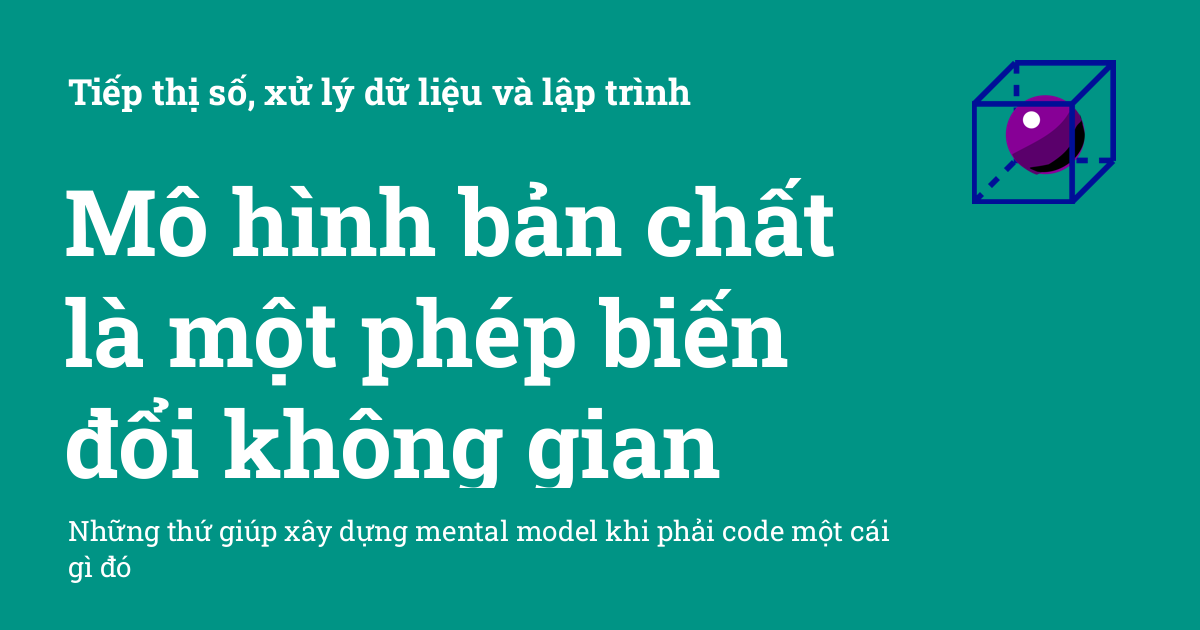 Tiếp thị số, xử lý dữ liệu và lập trình
Mô hình bản chất
là một phép biến
đổi không gian
Những thứ giúp xây dựng mental model khi phải code một cái
gì đó